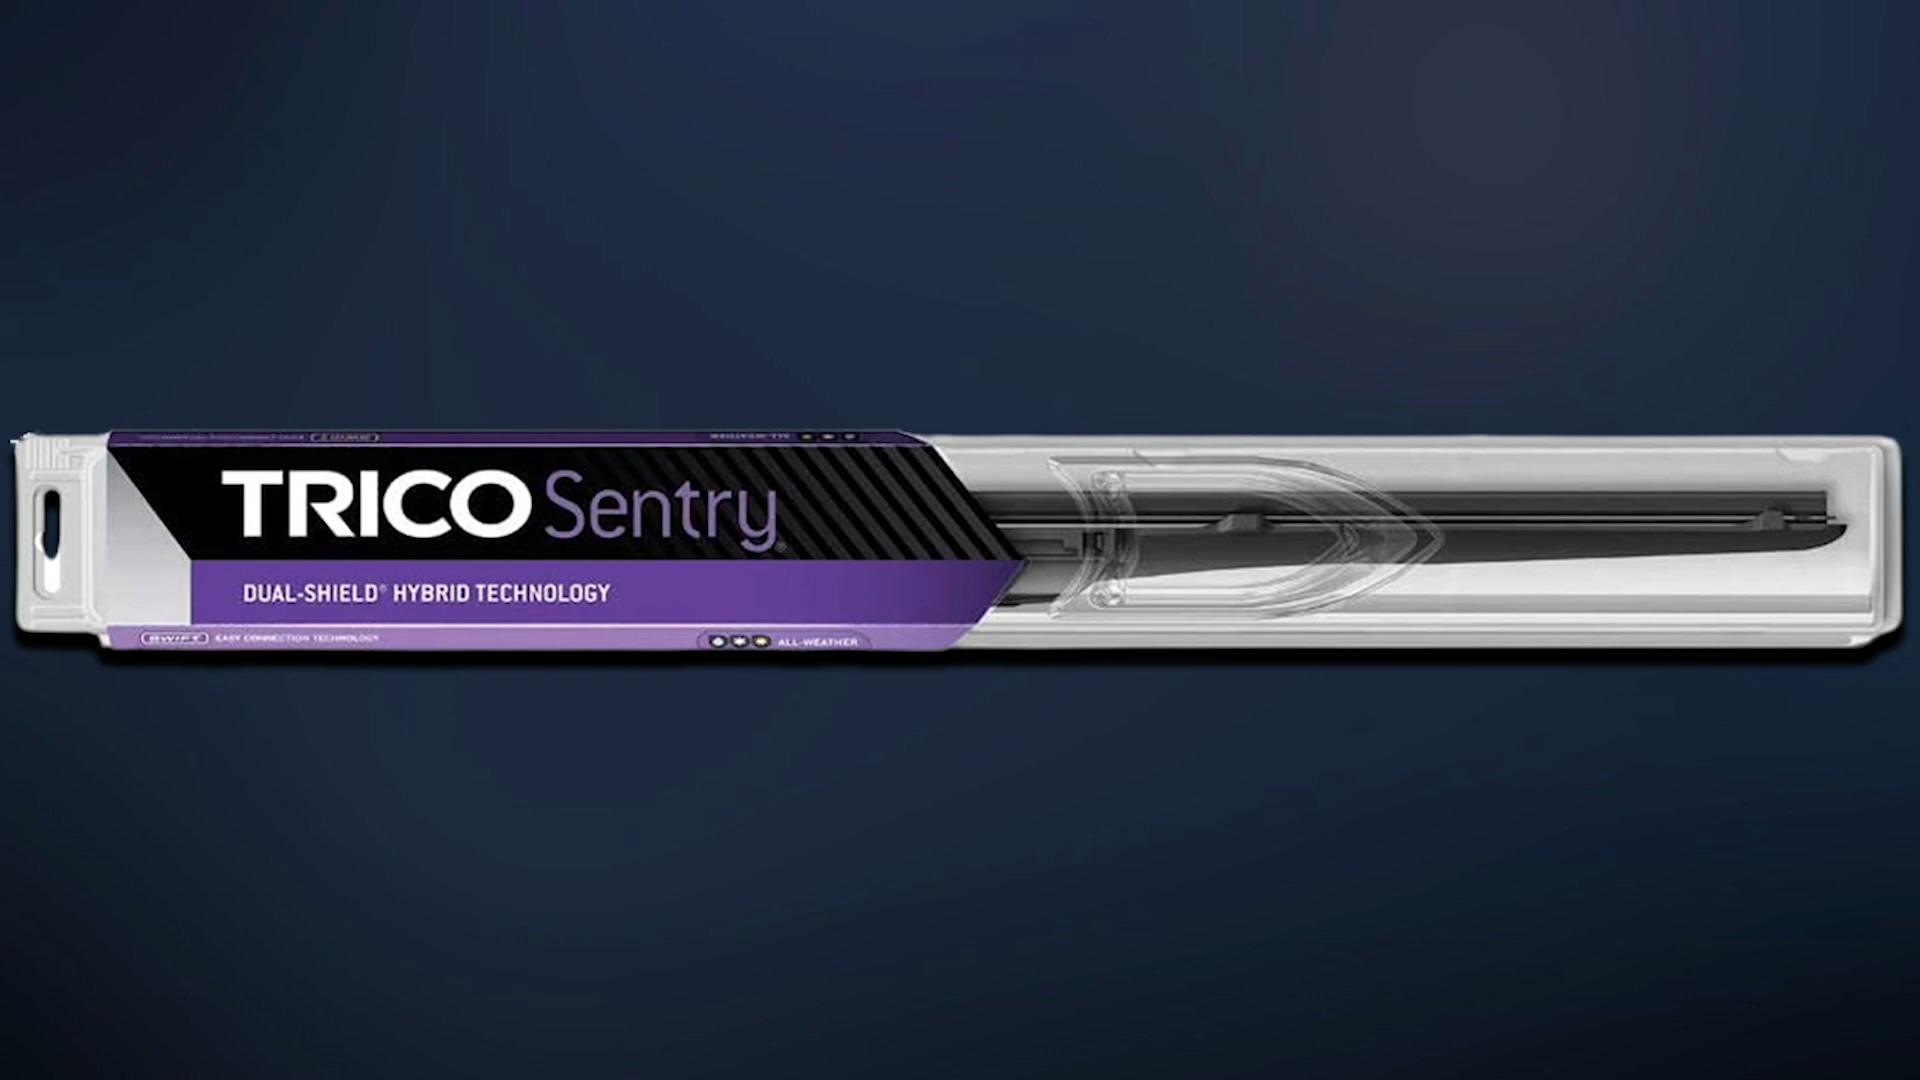 TRICO Sentry®
DUAL-SHIELD® HYBRID TECHNOLOGY
SWIFT EASY CONNECTION TECHNOLOGY
ALL-WEATHER